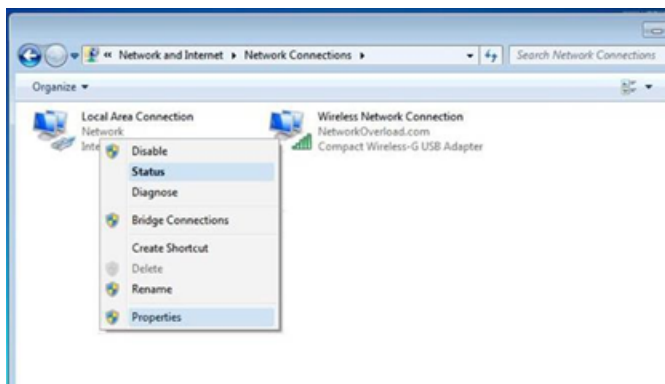 « Network and Internet ▸ Network Connections ▸
Search Network Connections
Organize ▾
Local Area Connection
Network
Inte
Wireless Network Connection
NetworkOverload.com
Compact Wireless-G USB Adapter
Disable
Status
Diagnose
Bridge Connections
Create Shortcut
Delete
Rename
Properties